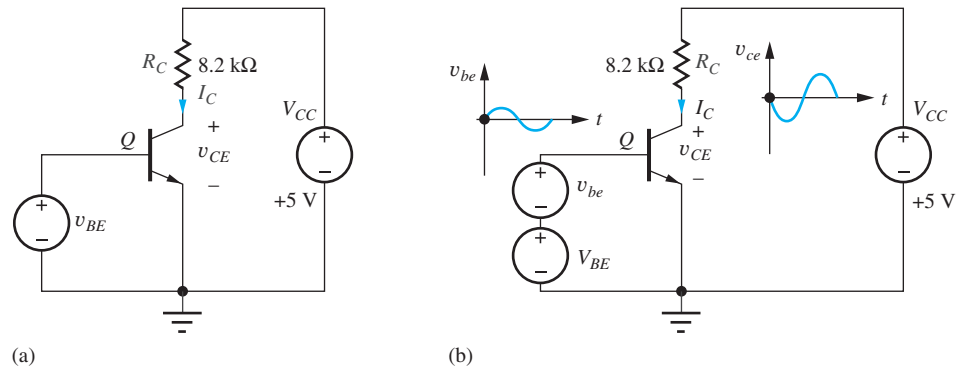 R_C 8.2 kΩ
I_C
Q
+
v_CE
−
V_CC
+
−
+5 V
+
−
v_BE
(a)
v_be
t
8.2 kΩ R_C
I_C
Q
+
v_CE
−
v_ce
t
V_CC
+
−
+5 V
+
−
v_be
+
−
V_BE
(b)